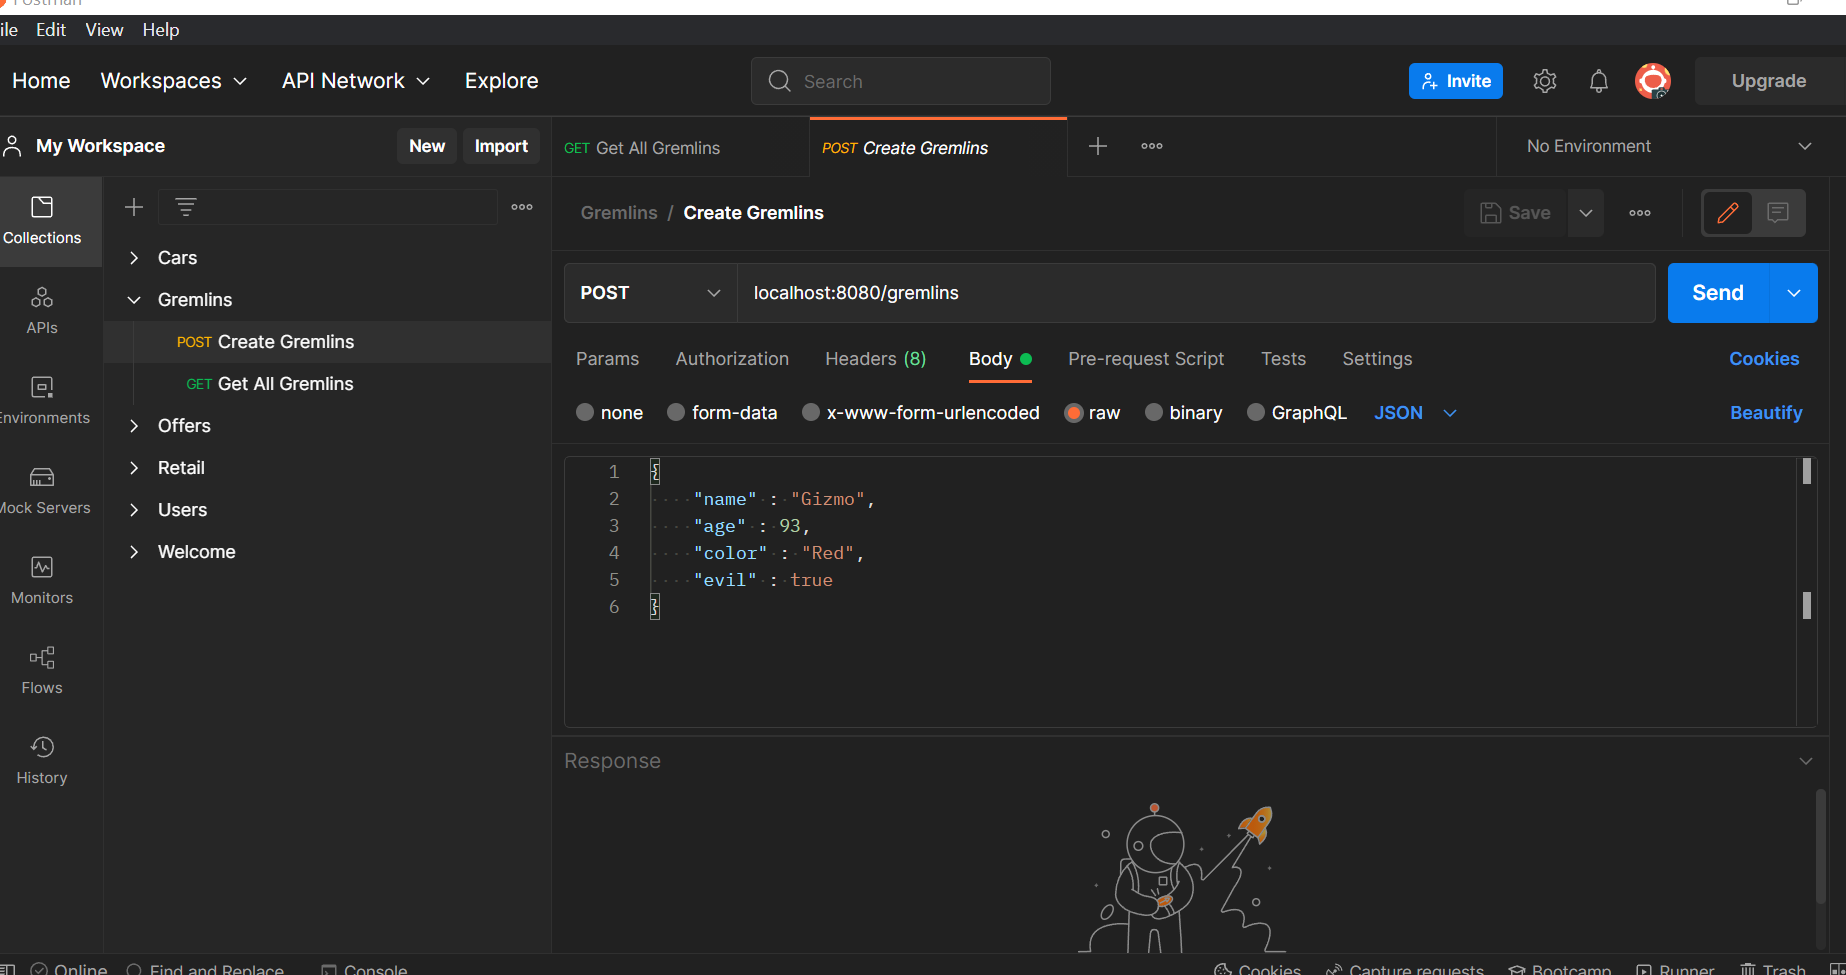 Postman
ile Edit View Help
Home Workspaces API Network Explore Search Invite Upgrade
My Workspace New Import GET Get All Gremlins POST Create Gremlins No Environment
Collections
APIs
Environments
Mock Servers
Monitors
Flows
History
Cars
Gremlins
POST Create Gremlins
GET Get All Gremlins
Offers
Retail
Users
Welcome
Gremlins / Create Gremlins Save
POST localhost:8080/gremlins Send
Params Authorization Headers (8) Body Pre-request Script Tests Settings Cookies
none form-data x-www-form-urlencoded raw binary GraphQL JSON Beautify
1 {
2 "name" : "Gizmo",
3 "age" : 93,
4 "color" : "Red",
5 "evil" : true
6 }
Response
Online Find and Replace Console Cookies Capture requests Bootcamp Runner Trash